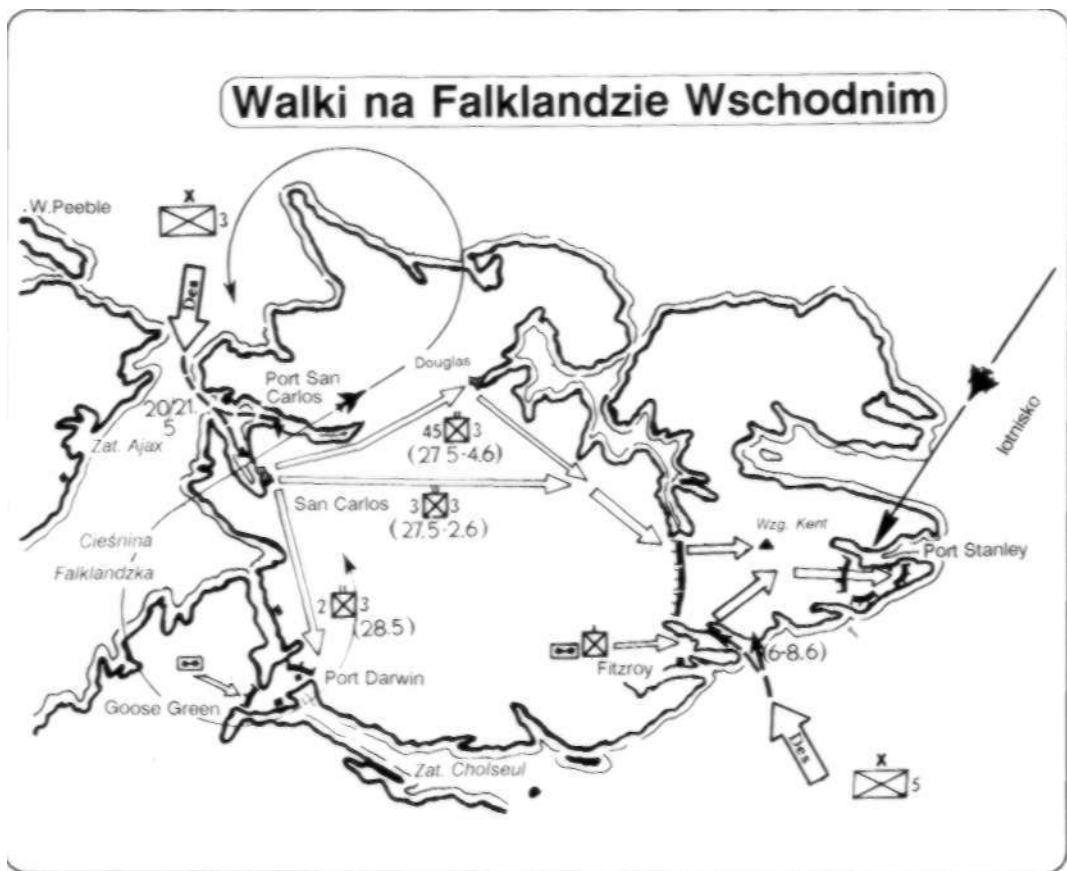 Walki na Falklandzie Wschodnim
W.Peeble
X
3
Des
Port San
Carlos
Douglas
20/21.
5
Zat. Ajax
45 3
(27 5-4.6)
lotnisko
San Carlos
3 3
(27.5-2.6)
Cieśnina
Falklandzka
Wzg. Kent
Port Stanley
2 3
(28.5)
Fitzroy
(6-8.6)
Port Darwin
Goose Green
Des
Zat. Cholseul
X
5